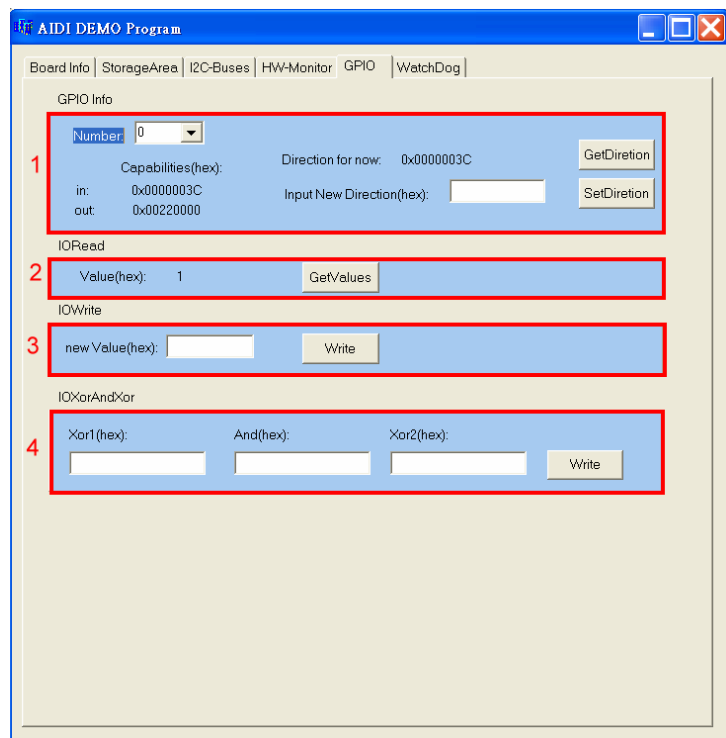 AIDI DEMO Program
Board Info StorageArea I2C-Buses HW-Monitor GPIO WatchDog
GPIO Info
1
Number: 0
Capabilities(hex):
Direction for now: 0x0000003C
GetDiretion
in: 0x0000003C
Input New Direction(hex):
SetDiretion
out: 0x00220000
IORead
2
Value(hex): 1
GetValues
IOWrite
3
new Value(hex):
Write
IOXorAndXor
4
Xor1(hex): And(hex): Xor2(hex):
Write